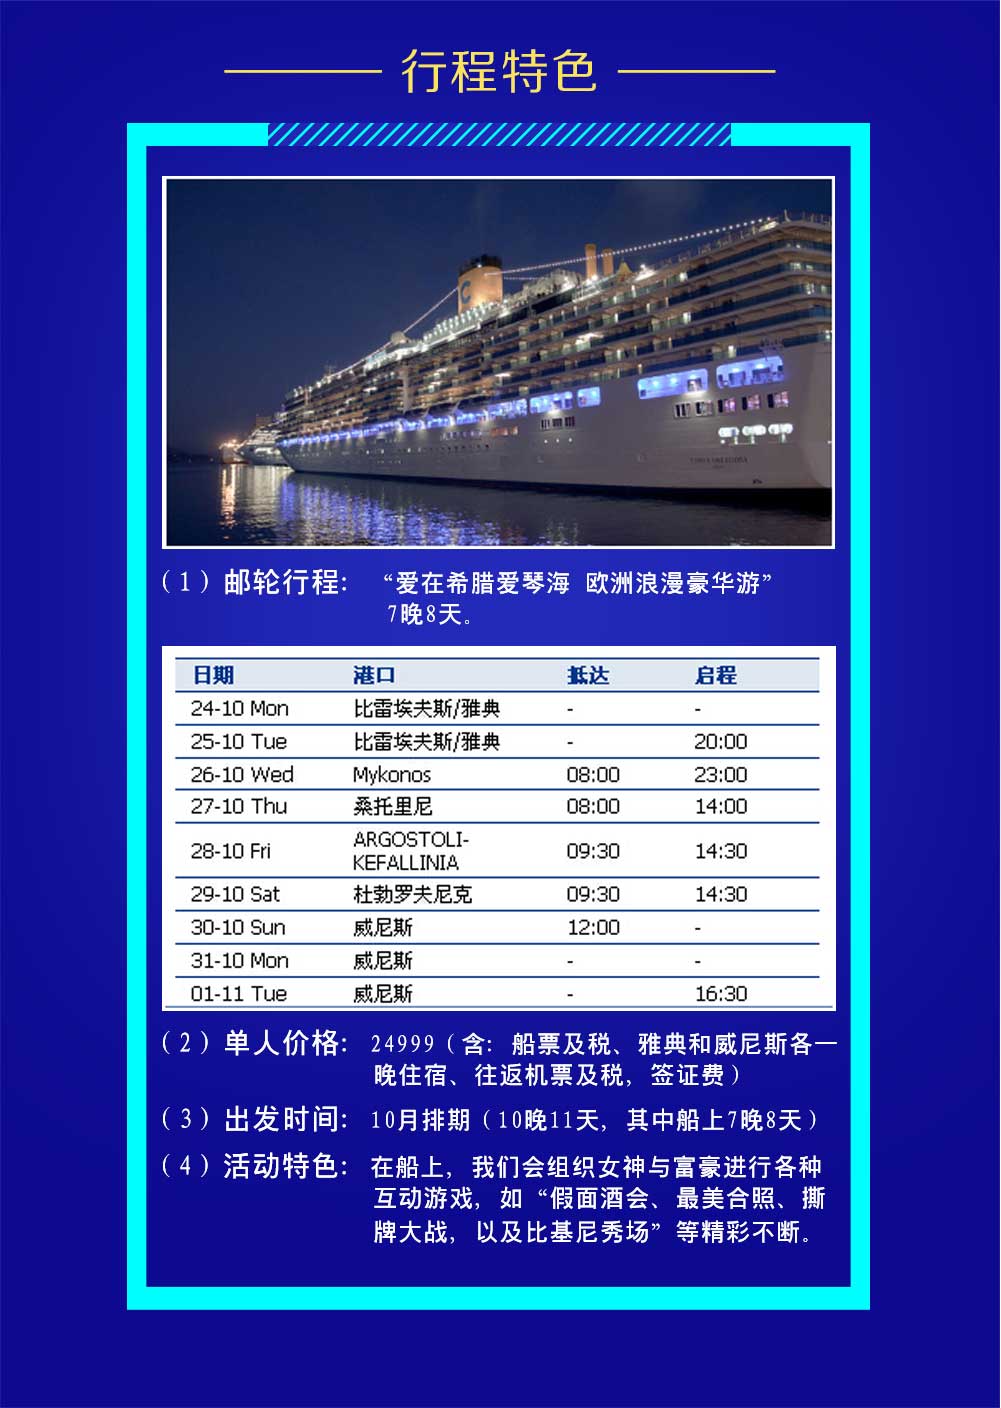 行程特色
C
（1）邮轮行程： “爱在希腊爱琴海 欧洲浪漫豪华游”
7晚8天。
日期 港口 抵达 启程
24-10 Mon 比雷埃夫斯/雅典 - -
25-10 Tue 比雷埃夫斯/雅典 - 20:00
26-10 Wed Mykonos 08:00 23:00
27-10 Thu 桑托里尼 08:00 14:00
28-10 Fri ARGOSTOLI- 09:30 14:30
KEFALLINIA
29-10 Sat 杜勃罗夫尼克 09:30 14:30
30-10 Sun 威尼斯 12:00 -
31-10 Mon 威尼斯 - -
01-11 Tue 威尼斯 - 16:30
（2）单人价格： 24999（含：船票及税、雅典和威尼斯各一
晚住宿、往返机票及税，签证费）
（3）出发时间： 10月排期（10晚11天，其中船上7晚8天）
（4）活动特色： 在船上，我们会组织女神与富豪进行各种
互动游戏，如“假面酒会、最美合照、撕
牌大战，以及比基尼秀场”等精彩不断。